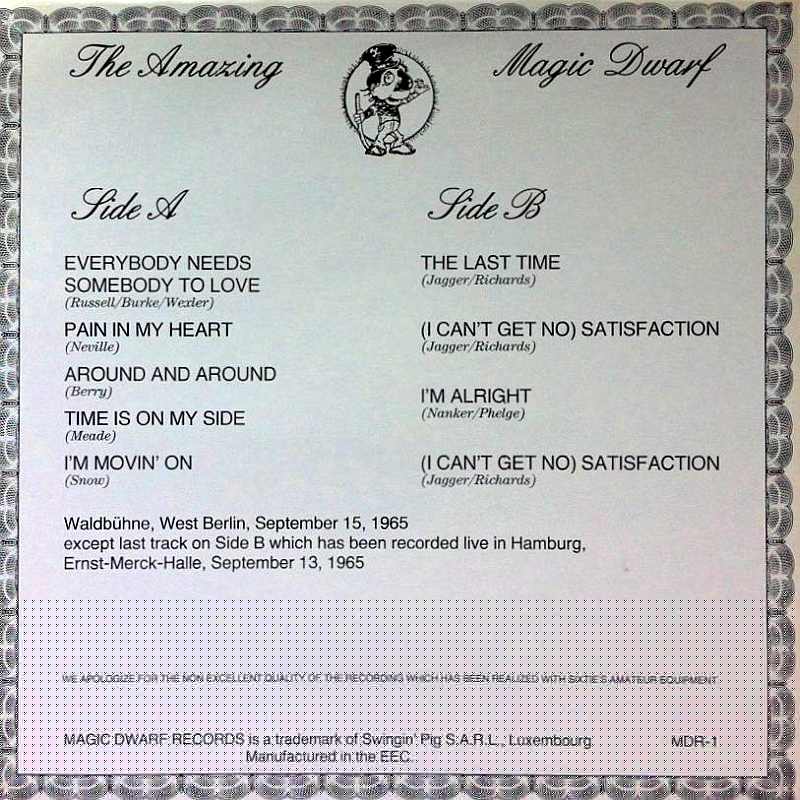 The Amazing Magic Dwarf
Side A
EVERYBODY NEEDS
SOMEBODY TO LOVE
(Russell/Burke/Wexler)
PAIN IN MY HEART
(Neville)
AROUND AND AROUND
(Berry)
TIME IS ON MY SIDE
(Meade)
I'M MOVIN' ON
(Snow)
Side B
THE LAST TIME
(Jagger/Richards)
(I CAN'T GET NO) SATISFACTION
(Jagger/Richards)
I'M ALRIGHT
(Nanker/Phelge)
(I CAN'T GET NO) SATISFACTION
(Jagger/Richards)
Waldbühne, West Berlin, September 15, 1965
except last track on Side B which has been recorded live in Hamburg,
Ernst-Merck-Halle, September 13, 1965
WE APOLOGIZE FOR THE NON EXCELLENT QUALITY OF THE RECORDING WHICH HAS BEEN REALIZED WITH SIXTIE'S AMATEUR EQUIPMENT.
MAGIC DWARF RECORDS is a trademark of Swingin' Pig S.A.R.L., Luxembourg MDR-1
Manufactured in the EEC.